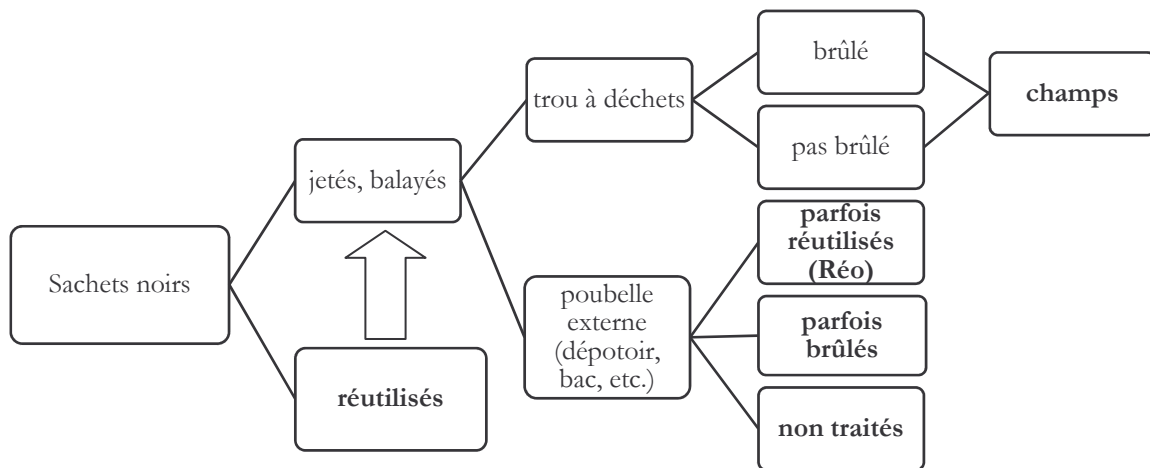 Sachets noirs
jetés, balayés
réutilisés
trou à déchets
poubelle
externe
(dépotoir,
bac, etc.)
brûlé
pas brûlé
parfois
réutilisés
(Réo)
parfois
brûlés
non traités
champs